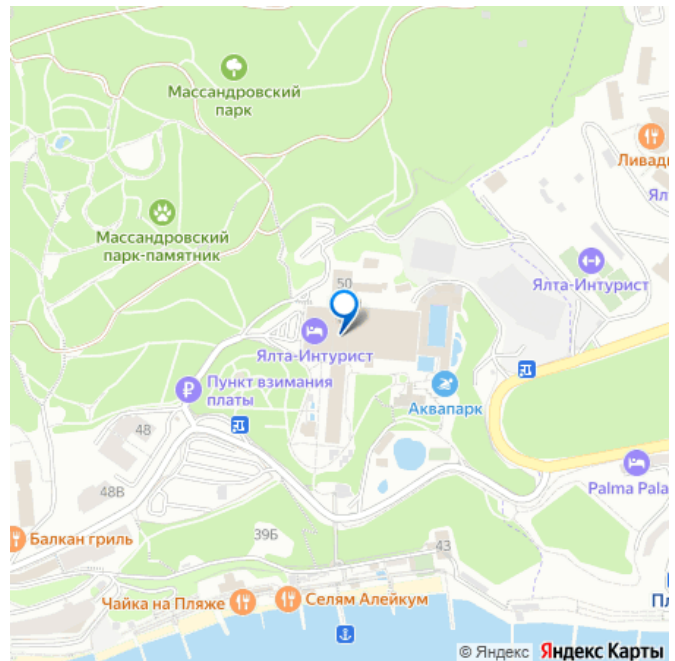 Массандровский
парк
Ливад
Массандровский
парк-памятник
Ял
Ялта-Интурист
50
Ялта-Интурист
Пункт взимания
платы
Аквапарк
48
48В
Palma Pala
39Б
43
Балкан гриль
Чайка на Пляже
Селям Алейкум
Пл
© Яндекс Яндекс Карты